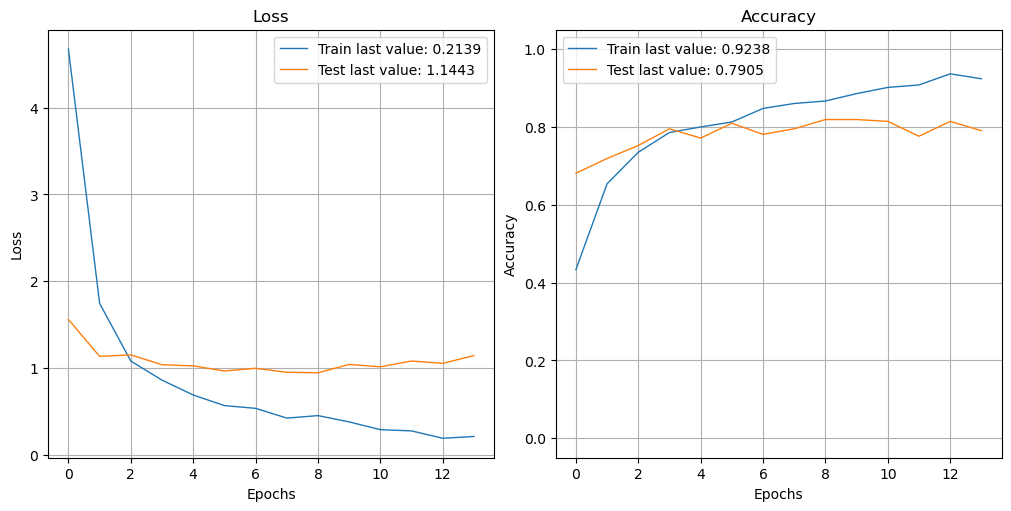 Loss
Train last value: 0.2139
Test last value: 1.1443
4
3
2
1
0
Loss
0 2 4 6 8 10 12
Epochs
Accuracy
Train last value: 0.9238
Test last value: 0.7905
1.0
0.8
0.6
0.4
0.2
0.0
Accuracy
0 2 4 6 8 10 12
Epochs